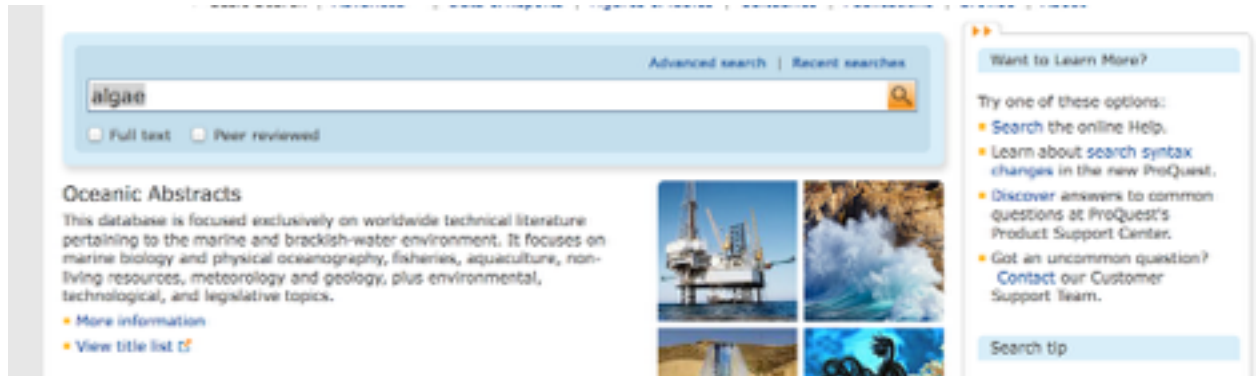 Advanced search | Recent searches
algae
Full text Peer reviewed
Oceanic Abstracts
This database is focused exclusively on worldwide technical literature
pertaining to the marine and brackish-water environment. It focuses on
marine biology and physical oceanography, fisheries, aquaculture, non-
living resources, meteorology and geology, plus environmental,
technological, and legislative topics.
More information
View title list
Want to Learn More?
Try one of these options:
Search the online Help.
Learn about search syntax
changes in the new ProQuest.
Discover answers to common
questions at ProQuest's
Product Support Center.
Got an uncommon question?
Contact our Customer
Support Team.
Search tip